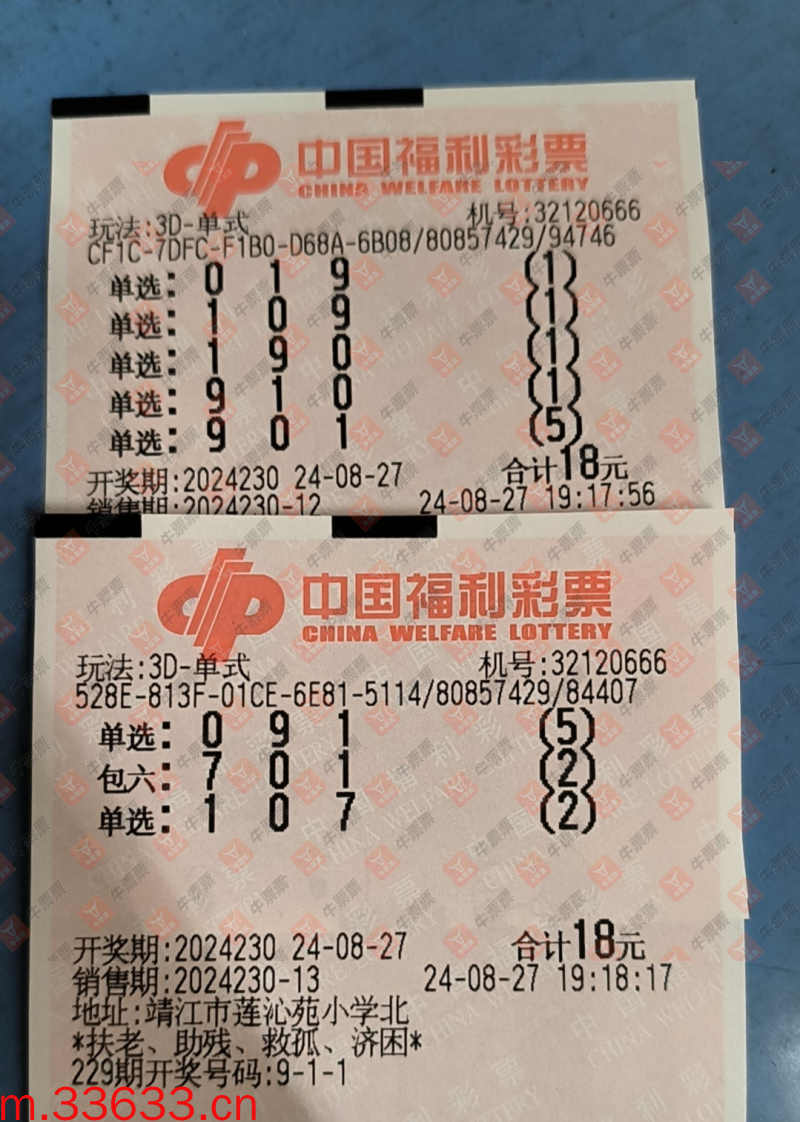 中国福利彩票
CHINA WELFARE LOTTERY
玩法:3D-单式 机号:32120666
CF1C-7DFC-F1B0-D68A-6B08/80857429/94746
单选: 0 1 9 (1)
单选: 1 0 9 (1)
单选: 1 9 0 (1)
单选: 9 1 0 (1)
单选: 9 0 1 (5)
开奖期:2024230 24-08-27 合计18元
销售期:2024230-12 24-08-27 19:17:56
中国福利彩票
CHINA WELFARE LOTTERY
玩法:3D-单式 机号:32120666
528E-813F-01CE-6E81-5114/80857429/84407
单选: 0 9 1 (5)
包六: 7 0 1 (2)
单选: 1 0 7 (2)
开奖期:2024230 24-08-27 合计18元
销售期:2024230-13 24-08-27 19:18:17
地址:靖江市莲沁苑小学北
*扶老、助残、救孤、济困*
229期开奖号码:9-1-1
m.33633.cn